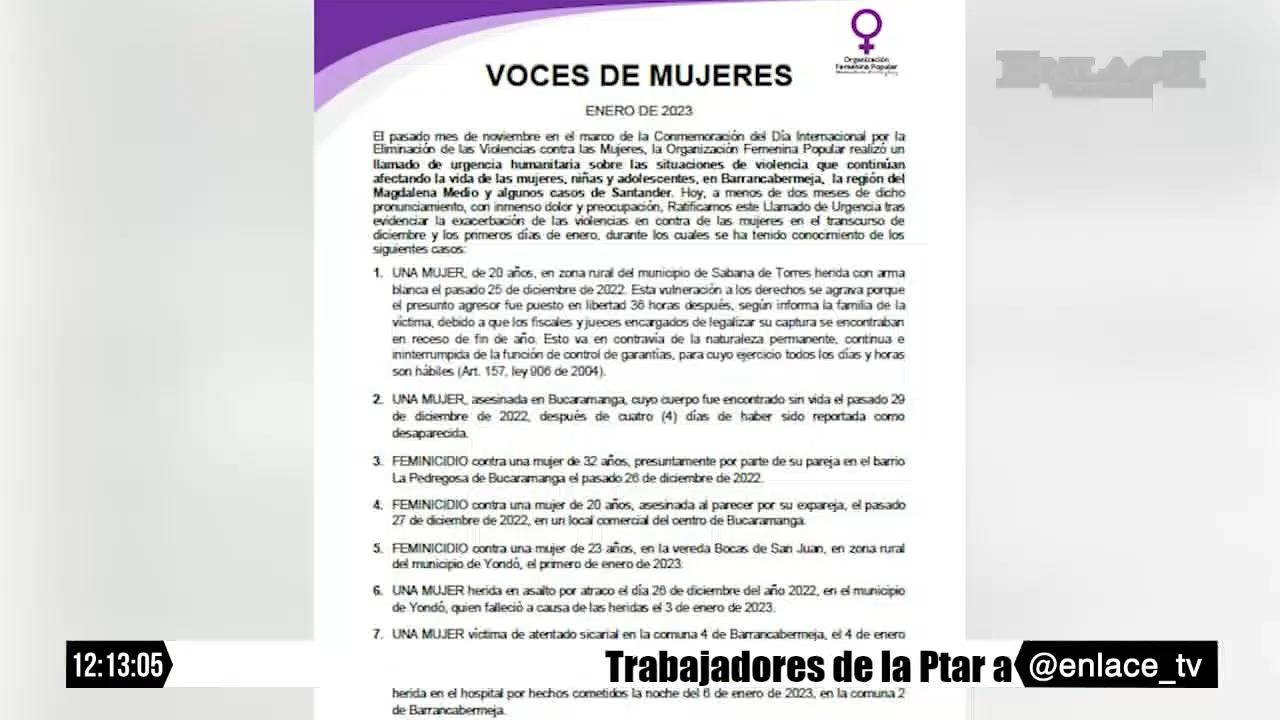 ENLACE
Organización
Femenina Popular
VOCES DE MUJERES
ENERO DE 2023
El pasado mes de noviembre en el marco de la Conmemoración del Día Internacional por la
Eliminación de las Violencias contra las Mujeres, la Organización Femenina Popular realizó un
llamado de urgencia humanitaria sobre las situaciones de violencia que continúan
afectando la vida de las mujeres, niñas y adolescentes, en Barrancabermeja, la región del
Magdalena Medio y algunos casos de Santander. Hoy, a menos de dos meses de dicho
pronunciamiento, con inmenso dolor y preocupación, Ratificamos este Llamado de Urgencia tras
evidenciar la exacerbación de las violencias en contra de las mujeres en el transcurso de
diciembre y los primeros días de enero, durante los cuales se ha tenido conocimiento de los
siguientes casos:
1. UNA MUJER, de 20 años, en zona rural del municipio de Sabana de Torres herida con arma
blanca el pasado 25 de diciembre de 2022. Esta vulneración a los derechos se agrava porque
el presunto agresor fue puesto en libertad 36 horas después, según informa la familia de la
víctima, debido a que los fiscales y jueces encargados de legalizar su captura se encontraban
en receso de fin de año. Esto va en contravía de la naturaleza permanente, continua e
ininterrumpida de la función de control de garantías, para cuyo ejercicio todos los días y horas
son hábiles (Art. 157, ley 906 de 2004).
2. UNA MUJER, asesinada en Bucaramanga, cuyo cuerpo fue encontrado sin vida el pasado 29
de diciembre de 2022, después de cuatro (4) días de haber sido reportada como
desaparecida.
3. FEMINICIDIO contra una mujer de 32 años, presuntamente por parte de su pareja en el barrio
La Pedregosa de Bucaramanga el pasado 26 de diciembre de 2022.
4. FEMINICIDIO contra una mujer de 20 años, asesinada al parecer por su expareja, el pasado
27 de diciembre de 2022, en un local comercial del centro de Bucaramanga.
5. FEMINICIDIO contra una mujer de 23 años, en la vereda Bocas de San Juan, en zona rural
del municipio de Yondó, el primero de enero de 2023.
6. UNA MUJER herida en asalto por atraco el día 26 de diciembre del año 2022, en el municipio
de Yondó, quien falleció a causa de las heridas el 3 de enero de 2023.
7. UNA MUJER víctima de atentado sicarial en la comuna 4 de Barrancabermeja, el 4 de enero
12:13:05
Trabajadores de la Ptar a
@enlace_tv
herida en el hospital por hechos cometidos la noche del 6 de enero de 2023, en la comuna 2
de Barrancabermeja.